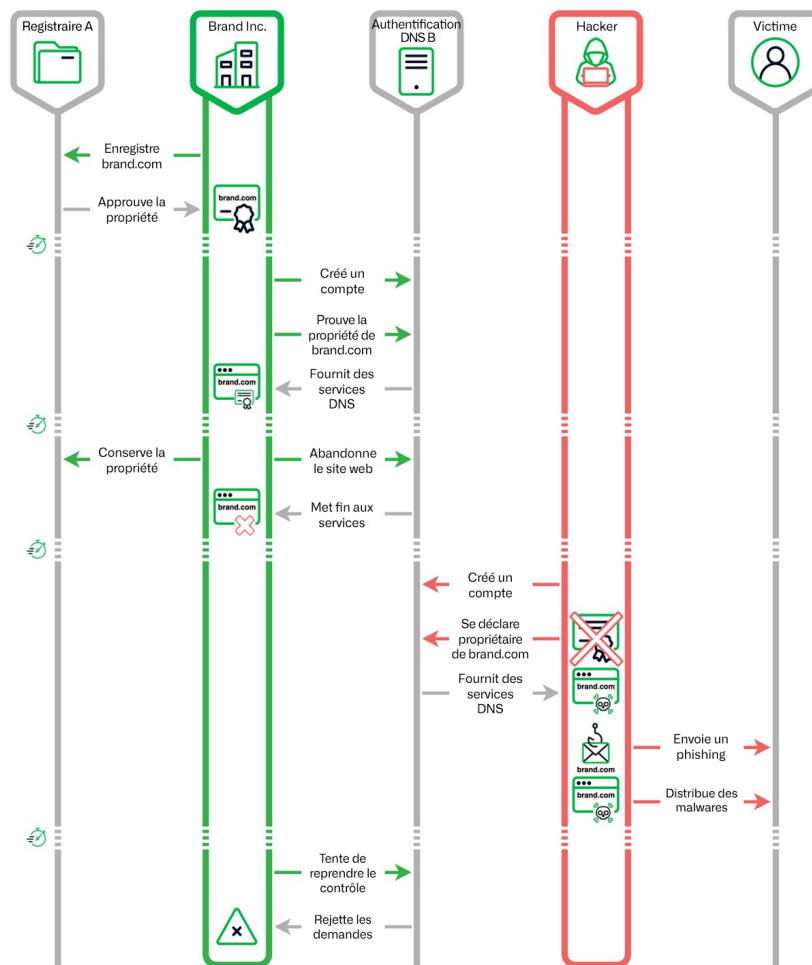 Registraire A
Brand Inc.
Authentification
DNS B
Hacker
Victime
Enregistre
brand.com
Approuve la
propriété
brand.com
Créé un
compte
Prouve la
propriété de
brand.com
Fournit des
services
DNS
brand.com
Conserve la
propriété
Abandonne
le site web
Met fin aux
services
brand.com
Créé un
compte
Se déclare
propriétaire
de brand.com
Fournit des
services
DNS
brand.com
Envoie un
phishing
brand.com
Distribue des
malwares
brand.com
Tente de
reprendre le
contrôle
Rejette les
demandes